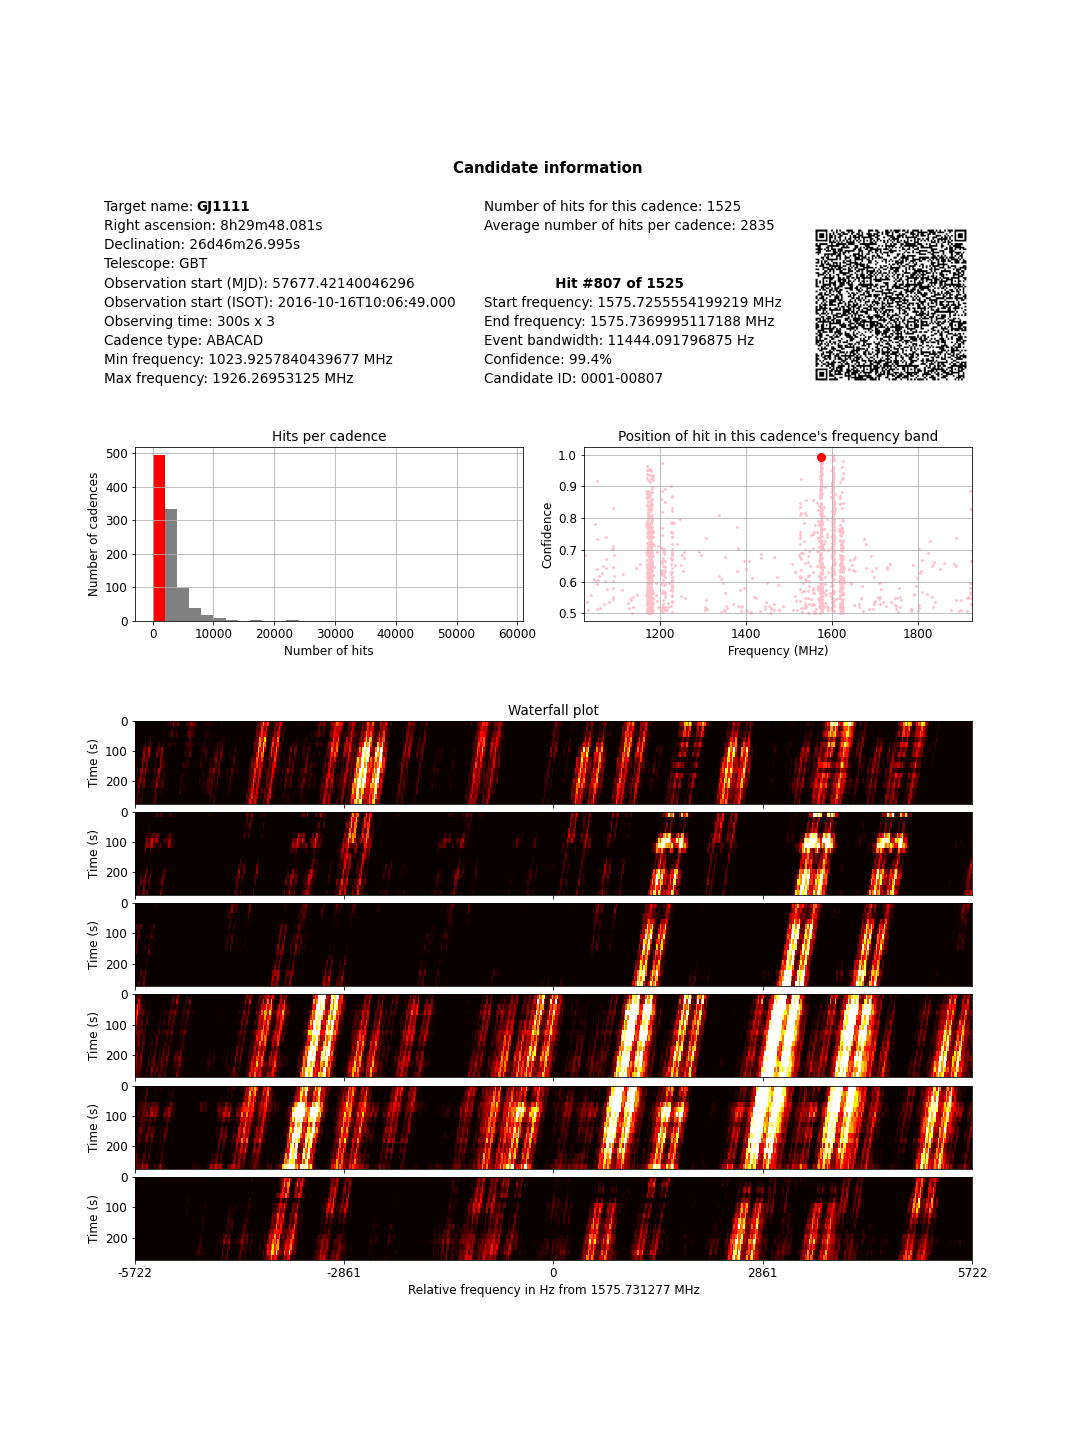 Candidate information
Target name: GJ1111
Right ascension: 8h29m48.081s
Declination: 26d46m26.995s
Telescope: GBT
Observation start (MJD): 57677.42140046296
Observation start (ISOT): 2016-10-16T10:06:49.000
Observing time: 300s x 3
Cadence type: ABACAD
Min frequency: 1023.9257840439677 MHz
Max frequency: 1926.26953125 MHz
Number of hits for this cadence: 1525
Average number of hits per cadence: 2835
Hit #807 of 1525
Start frequency: 1575.7255554199219 MHz
End frequency: 1575.7369995117188 MHz
Event bandwidth: 11444.091796875 Hz
Confidence: 99.4%
Candidate ID: 0001-00807
Hits per cadence
Number of cadences
500
400
300
200
100
0
0 10000 20000 30000 40000 50000 60000
Number of hits
Position of hit in this cadence's frequency band
Confidence
1.0
0.9
0.8
0.7
0.6
0.5
1200 1400 1600 1800
Frequency (MHz)
Waterfall plot
Time (s)
0
100
200
Time (s)
0
100
200
Time (s)
0
100
200
Time (s)
0
100
200
Time (s)
0
100
200
Time (s)
0
100
200
-5722 -2861 0 2861 5722
Relative frequency in Hz from 1575.731277 MHz